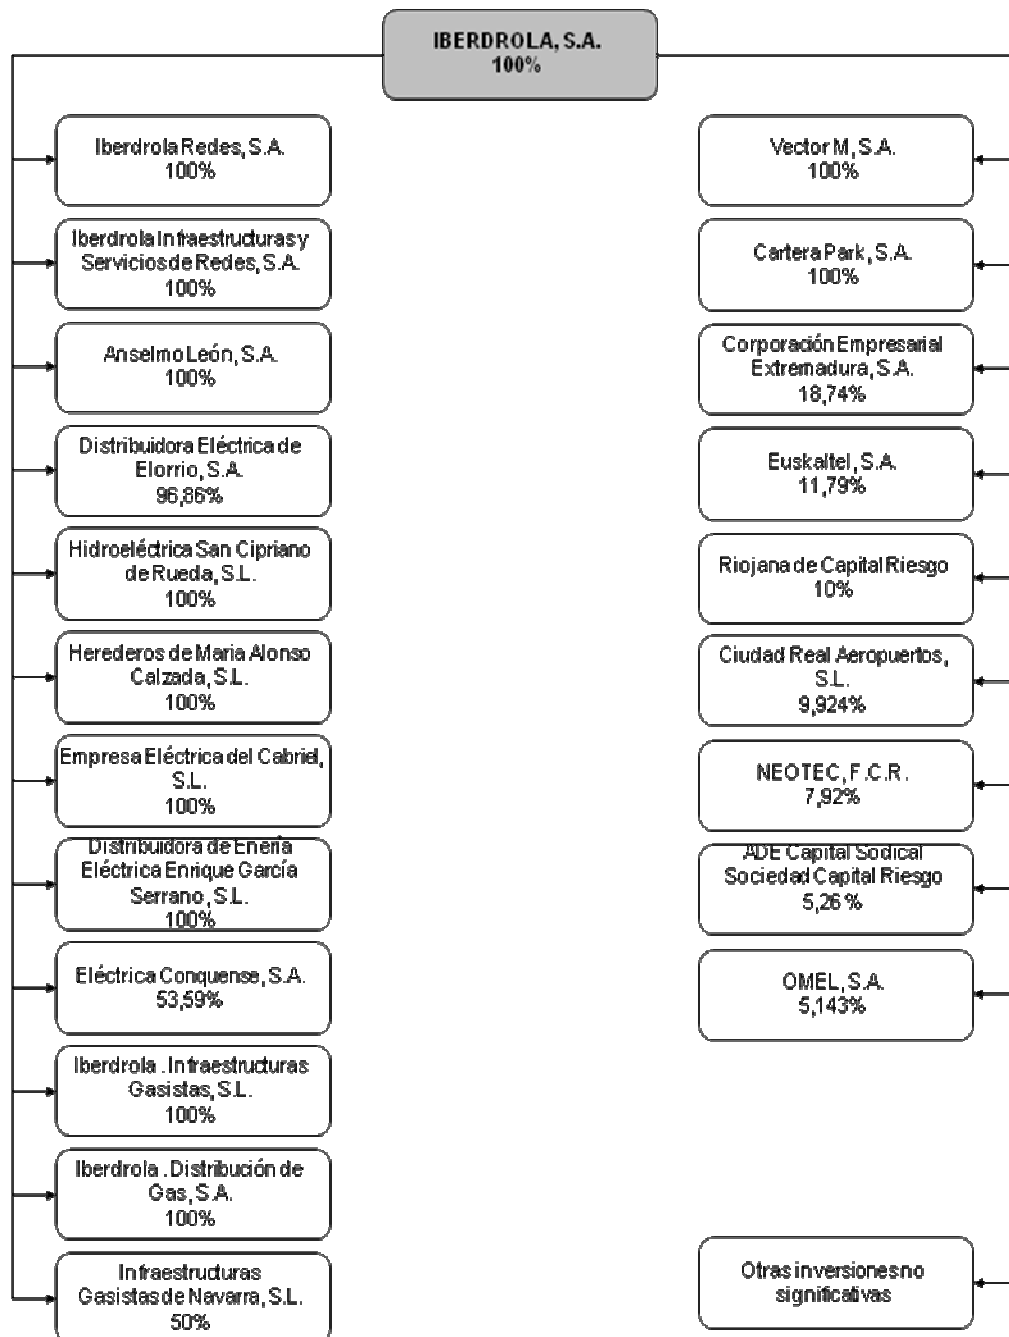 IBERDROLA, S.A.
100%
Iberdrola Redes, S.A.
100%
Iberdrola Infraestructuras y
Servicios de Redes, S.A.
100%
Anselmo León, S.A.
100%
Distribuidora Eléctrica de
Elorrio, S.A.
96,86%
Hidroeléctrica San Cipriano
de Rueda, S.L.
100%
Herederos de Maria Alonso
Calzada, S.L.
100%
Empresa Eléctrica del Cabriel,
S.L.
100%
Distribuidora de Eneria
Eléctrica Enrique García
Serrano, S.L.
100%
Eléctrica Conquense, S.A.
53,59%
Iberdrola . Infraestructuras
Gasistas, S.L.
100%
Iberdrola . Distribución de
Gas, S.A.
100%
Infraestructuras
Gasistas de Navarra, S.L.
50%
Vector M, S.A.
100%
Cartera Park, S.A.
100%
Corporación Empresarial
Extremadura, S.A.
18,74%
Euskaltel, S.A.
11,79%
Riojana de Capital Riesgo
10%
Ciudad Real Aeropuertos,
S.L.
9,924%
NEOTEC, F.C.R.
7,92%
ADE Capital Sodical
Sociedad Capital Riesgo
5,26 %
OMEL, S.A.
5,143%
Otras inversiones no
significativas